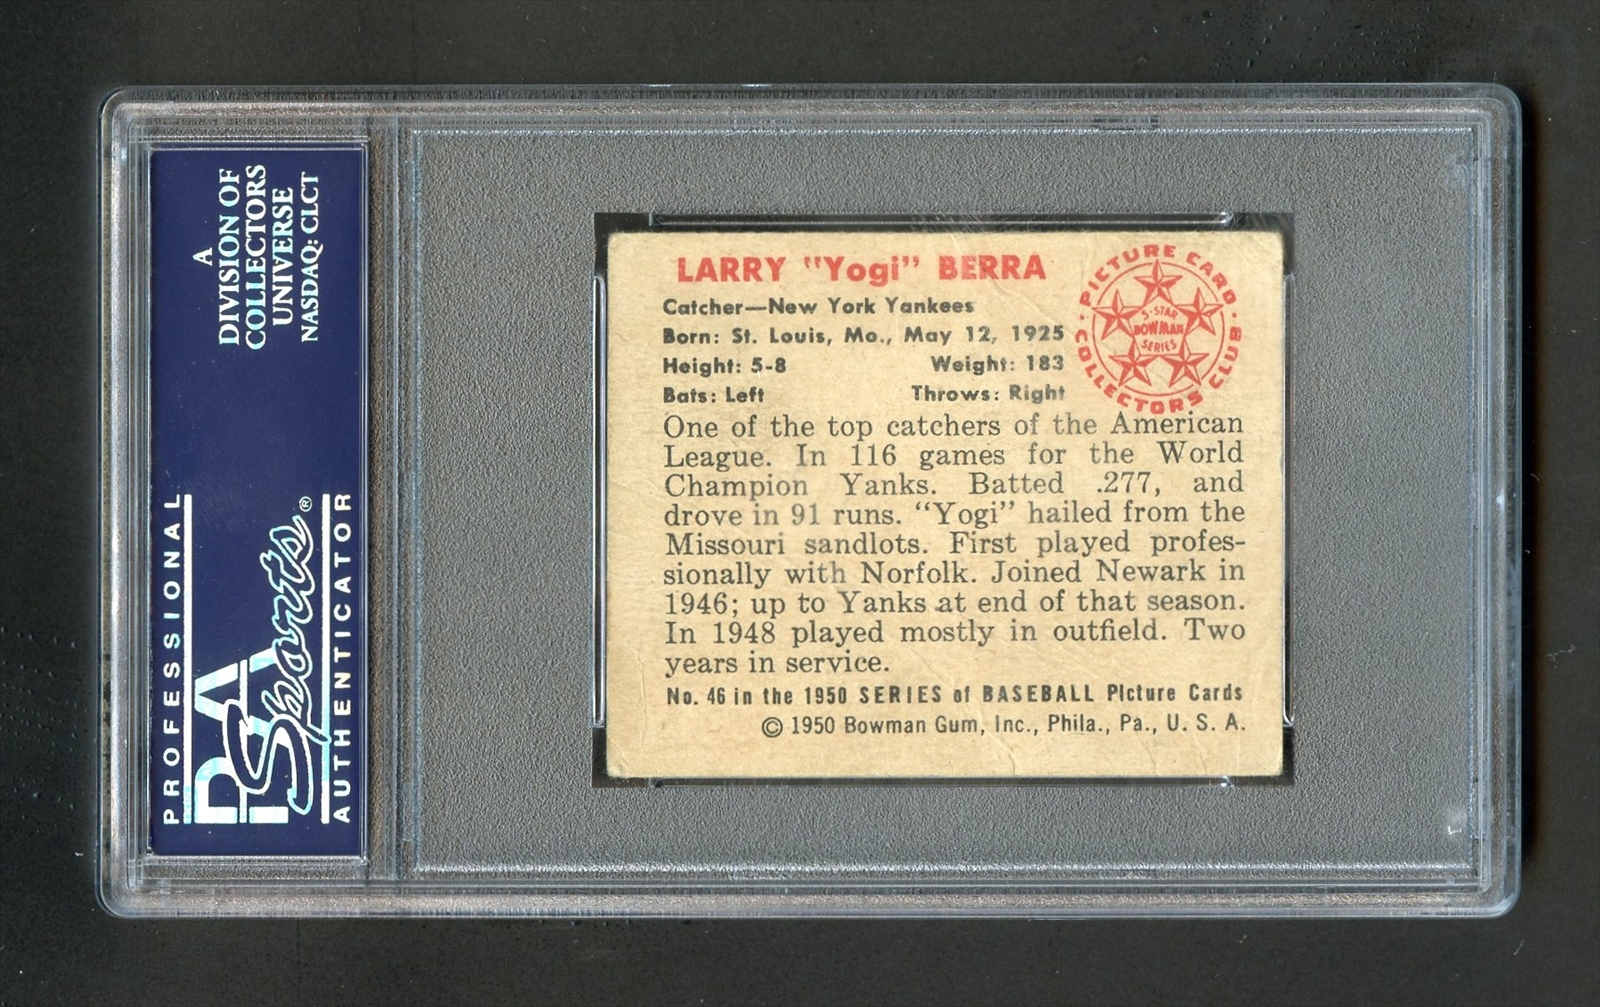 A
DIVISION OF
COLLECTORS
UNIVERSE
NASDAQ: CLCT
PROFESSIONAL
PSA
Sports®
AUTHENTICATOR
LARRY "Yogi" BERRA
Catcher—New York Yankees
Born: St. Louis, Mo., May 12, 1925
Height: 5-8 Weight: 183
Bats: Left Throws: Right
PICTURE CARD
COLLECTORS CLUB
5-STAR
BOWMAN
SERIES
One of the top catchers of the American
League. In 116 games for the World
Champion Yanks. Batted .277, and
drove in 91 runs. "Yogi" hailed from the
Missouri sandlots. First played profes-
sionally with Norfolk. Joined Newark in
1946; up to Yanks at end of that season.
In 1948 played mostly in outfield. Two
years in service.
No. 46 in the 1950 SERIES of BASEBALL Picture Cards
© 1950 Bowman Gum, Inc., Phila., Pa., U. S. A.